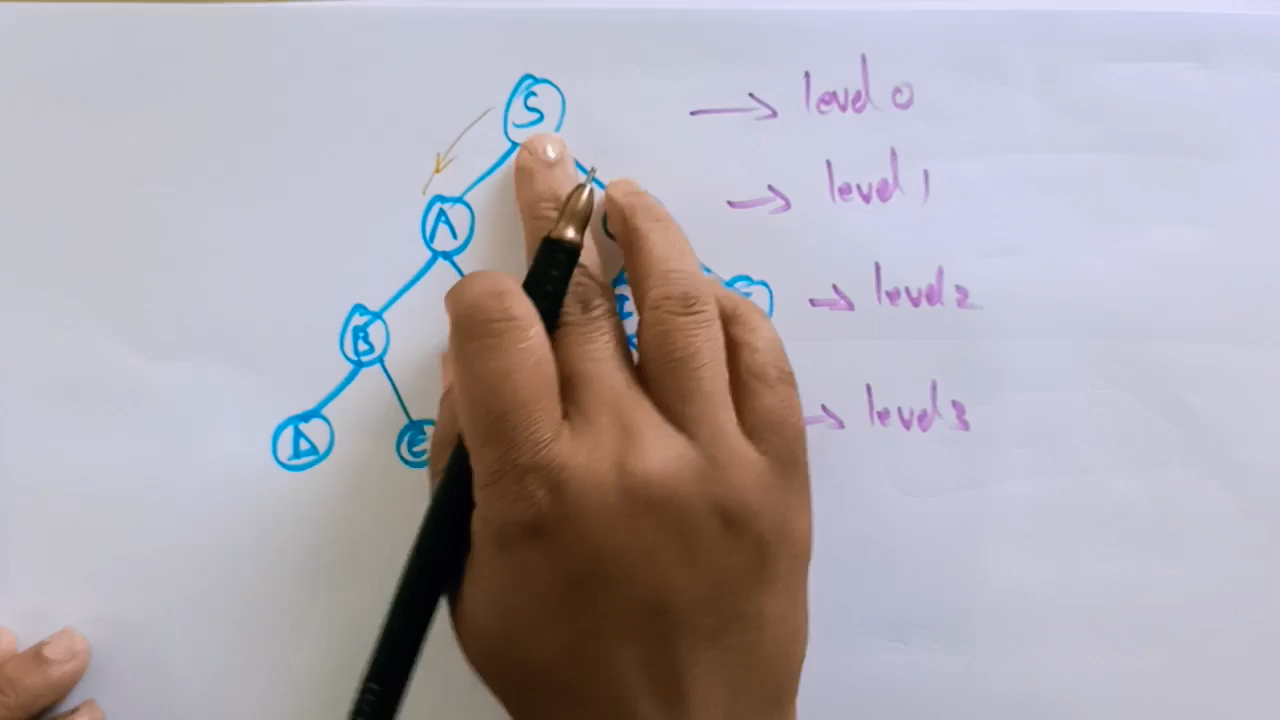 S → level 0
A → level 1
B → level 2
D E → level 3